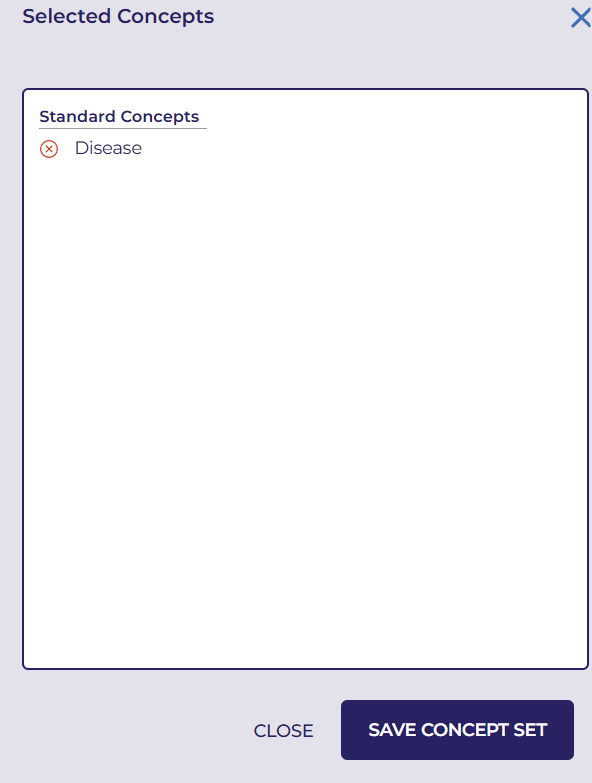 Selected Concepts
Standard Concepts
Disease
CLOSE
SAVE CONCEPT SET